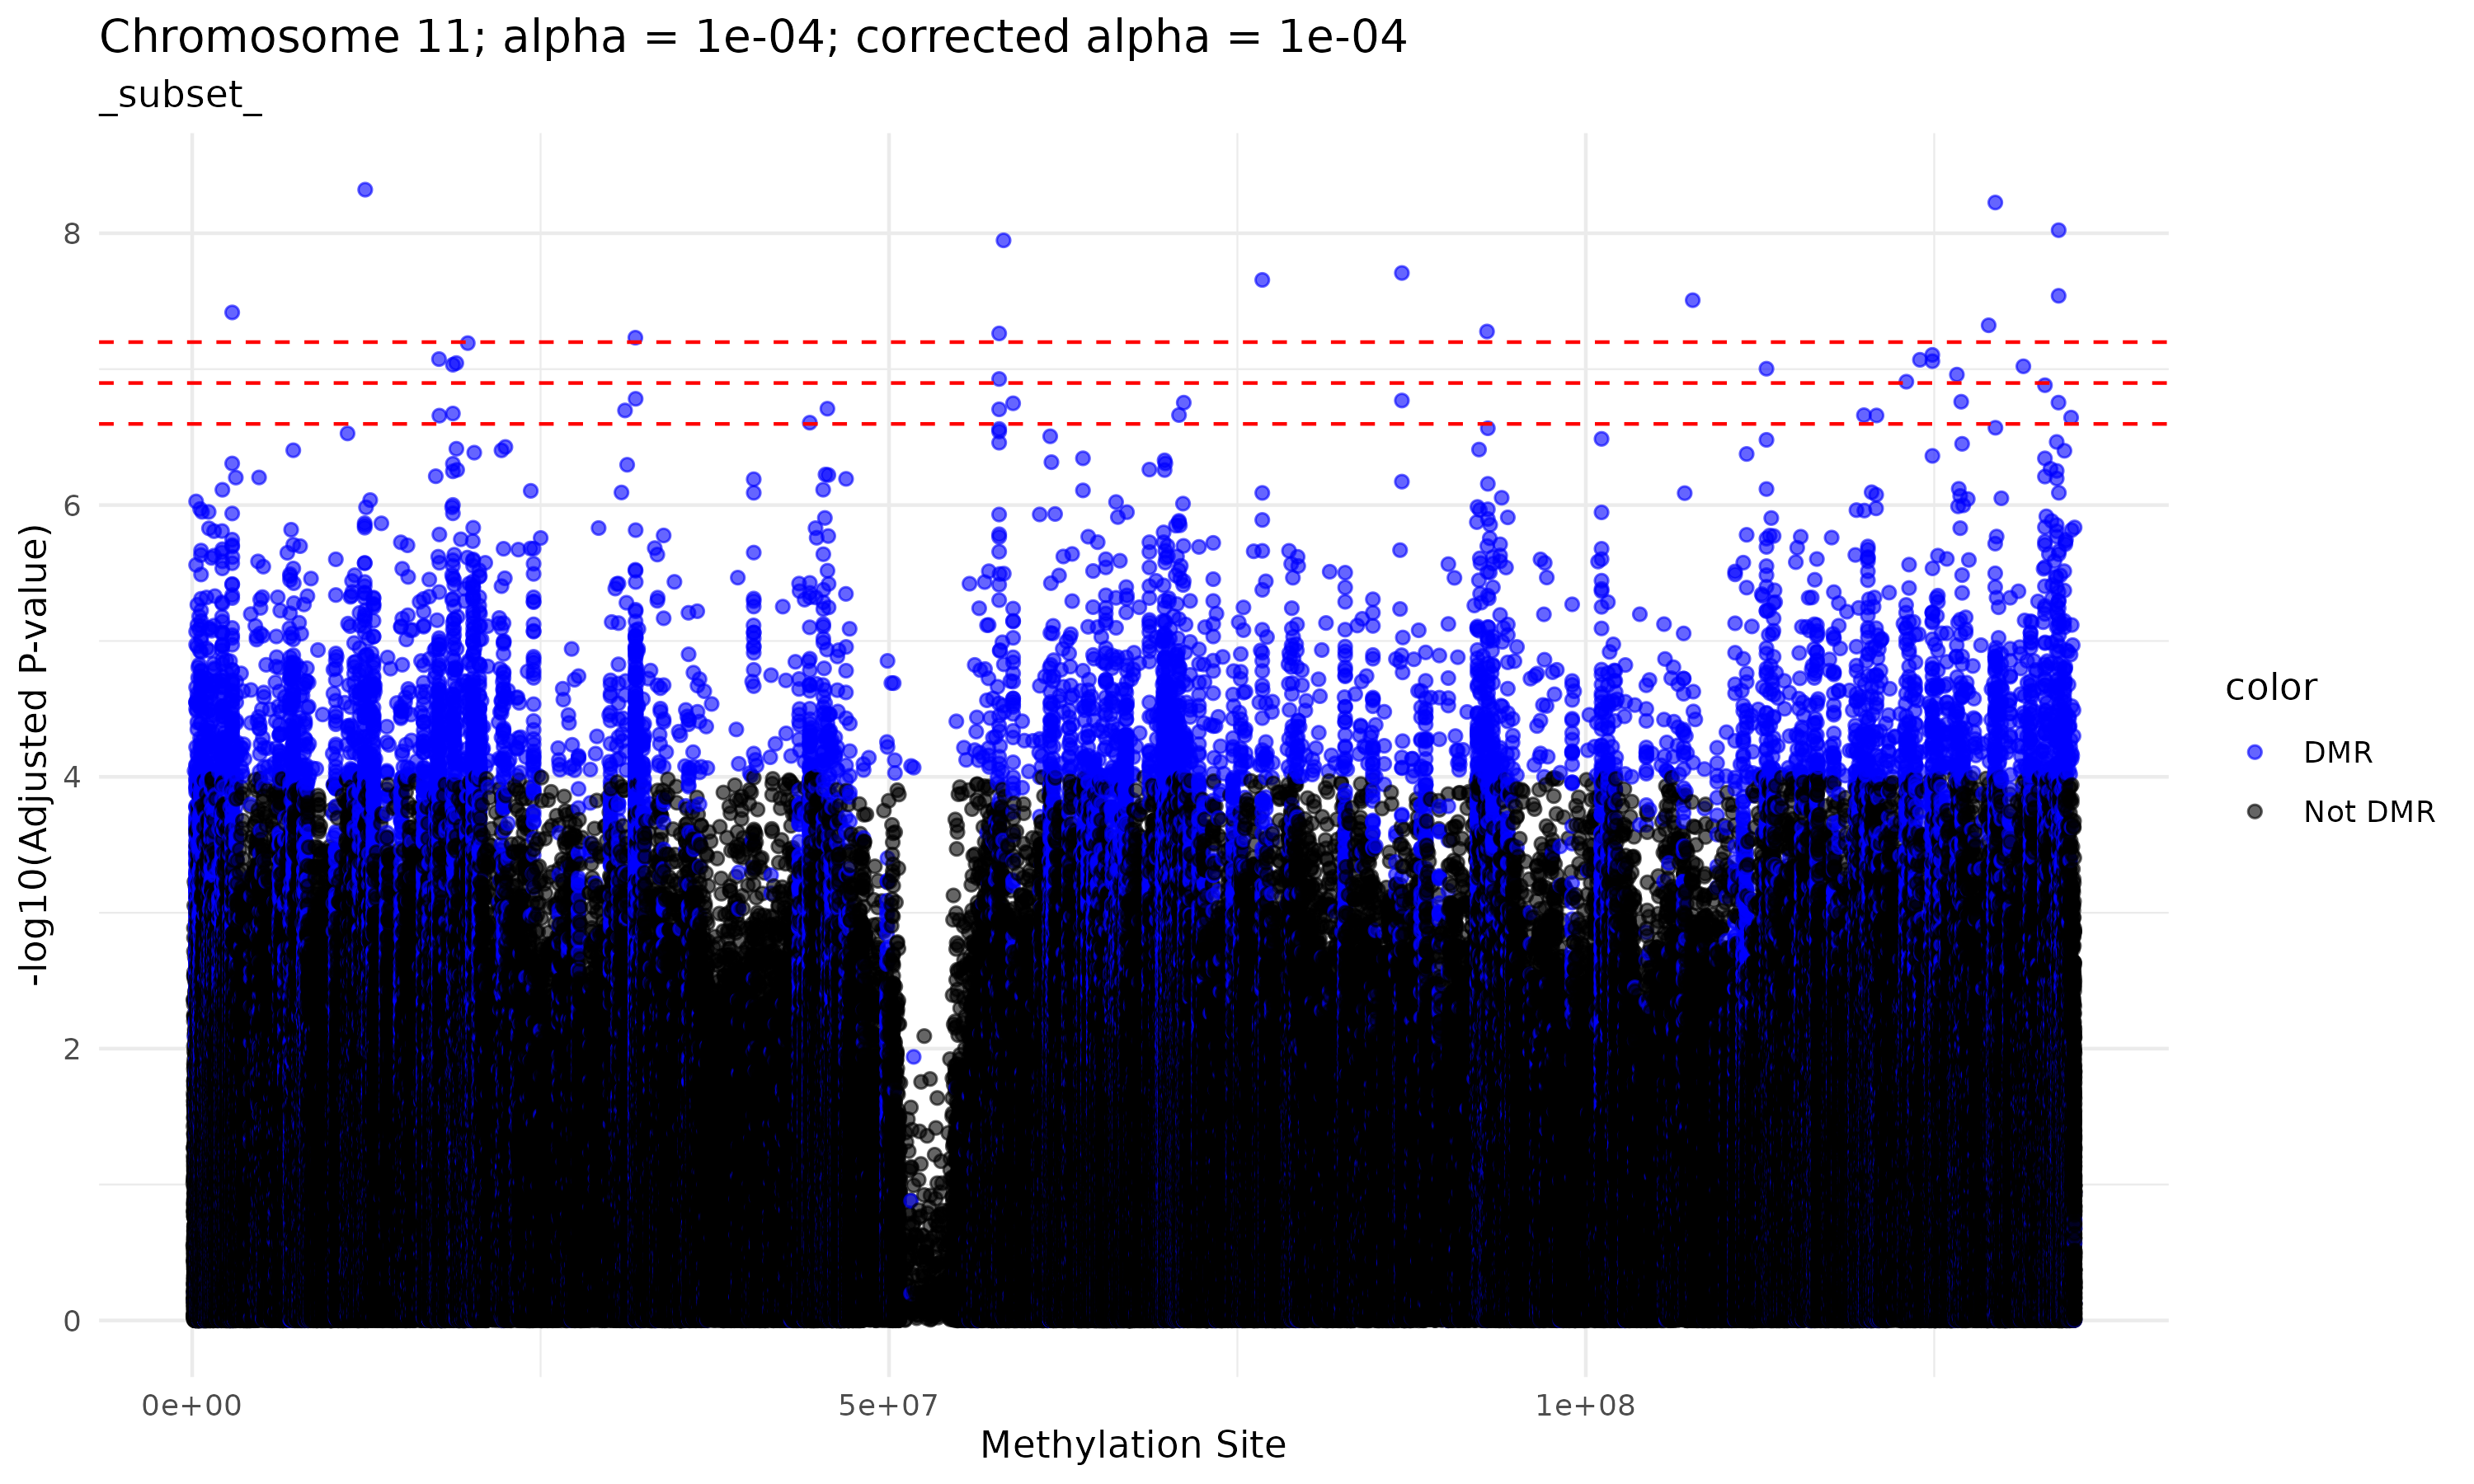 Chromosome 11; alpha = 1e-04; corrected alpha = 1e-04
_subset_
-log10(Adjusted P-value)
8
6
4
2
0
0e+00
5e+07
1e+08
Methylation Site
color
DMR
Not DMR